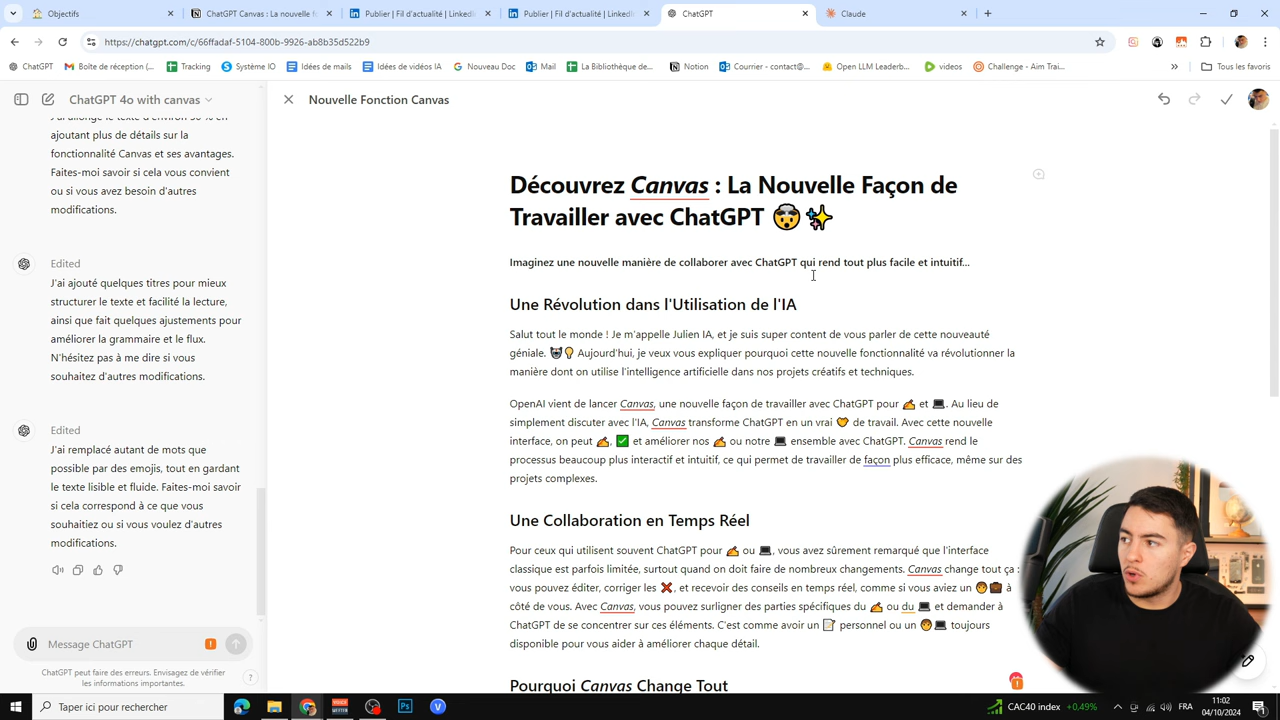 Objectifs
ChatGPT Canvas : La nouvelle f
Publier | Fil d'actualité | LinkedIn
Publier | Fil d'actualité | LinkedIn
ChatGPT
Claude
https://chatgpt.com/c/66ffadaf-5104-800b-9926-ab8b35d522b9
ChatGPT
Boîte de réception (...
Tracking
Système IO
Idées de mails
Idées de vidéos IA
Nouveau Doc
Mail
La Bibliothèque de...
Notion
Courrier - contact@...
Open LLM Leaderb...
videos
Challenge - Aim Trai...
Tous les favoris
ChatGPT 4o with canvas
ajoutant plus de détails sur la
fonctionnalité Canvas et ses avantages.
Faites-moi savoir si cela vous convient
ou si vous avez besoin d'autres
modifications.
Edited
J'ai ajouté quelques titres pour mieux
structurer le texte et facilité la lecture,
ainsi que fait quelques ajustements pour
améliorer la grammaire et le flux.
N'hésitez pas à me dire si vous
souhaitez d'autres modifications.
Edited
J'ai remplacé autant de mots que
possible par des emojis, tout en gardant
le texte lisible et fluide. Faites-moi savoir
si cela correspond à ce que vous
souhaitiez ou si vous voulez d'autres
modifications.
Message ChatGPT
ChatGPT peut faire des erreurs. Envisagez de vérifier
les informations importantes.
?
Nouvelle Fonction Canvas
Découvrez Canvas : La Nouvelle Façon de
Travailler avec ChatGPT 🤯✨
Imaginez une nouvelle manière de collaborer avec ChatGPT qui rend tout plus facile et intuitif...
Une Révolution dans l'Utilisation de l'IA
Salut tout le monde ! Je m'appelle Julien IA, et je suis super content de vous parler de cette nouveauté
géniale. 😺💡 Aujourd'hui, je veux vous expliquer pourquoi cette nouvelle fonctionnalité va révolutionner la
manière dont on utilise l'intelligence artificielle dans nos projets créatifs et techniques.
OpenAI vient de lancer Canvas, une nouvelle façon de travailler avec ChatGPT pour ✍️ et 💻. Au lieu de
simplement discuter avec l'IA, Canvas transforme ChatGPT en un vrai 🤝 de travail. Avec cette nouvelle
interface, on peut ✍️, ✅ et améliorer nos ✍️ ou notre 💻 ensemble avec ChatGPT. Canvas rend le
processus beaucoup plus interactif et intuitif, ce qui permet de travailler de façon plus efficace, même sur des
projets complexes.
Une Collaboration en Temps Réel
Pour ceux qui utilisent souvent ChatGPT pour ✍️ ou 💻, vous avez sûrement remarqué que l'interface
classique est parfois limitée, surtout quand on doit faire de nombreux changements. Canvas change tout ça :
vous pouvez éditer, corriger les ❌, et recevoir des conseils en temps réel, comme si vous aviez un 🧑💼 à
côté de vous. Avec Canvas, vous pouvez surligner des parties spécifiques du ✍️ ou du 💻 et demander à
ChatGPT de se concentrer sur ces éléments. C'est comme avoir un 📝 personnel ou un 🧑💻 toujours
disponible pour vous aider à améliorer chaque détail.
Pourquoi Canvas Change Tout
Taper ici pour rechercher
CAC40 index +0,49%
FRA
11:02
04/10/2024